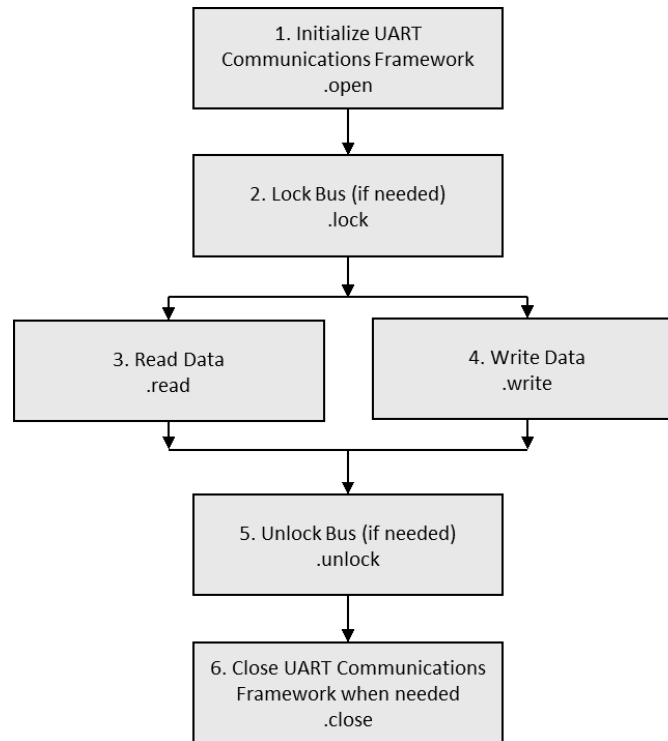 1. Initialize UART
Communications Framework
.open
2. Lock Bus (if needed)
.lock
3. Read Data
.read
4. Write Data
.write
5. Unlock Bus (if needed)
.unlock
6. Close UART Communications
Framework when needed
.close